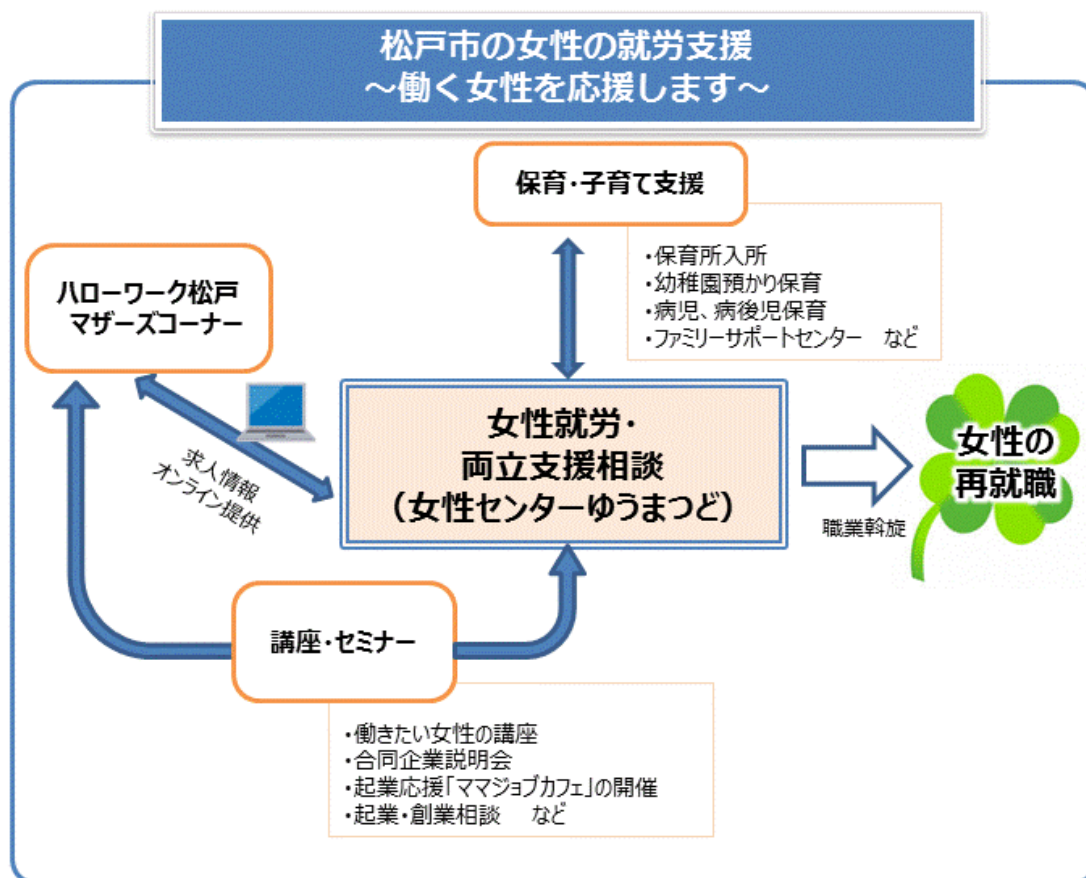 松戸市の女性の就労支援
～働く女性を応援します～
保育・子育て支援
・保育所入所
・幼稚園預かり保育
・病児、病後児保育
・ファミリーサポートセンター　など
ハローワーク松戸
マザーズコーナー
求人情報
オンライン提供
女性就労・
両立支援相談
（女性センターゆうまつど）
職業斡旋
女性の
再就職
講座・セミナー
・働きたい女性の講座
・合同企業説明会
・起業応援「ママジョブカフェ」の開催
・起業・創業相談　など